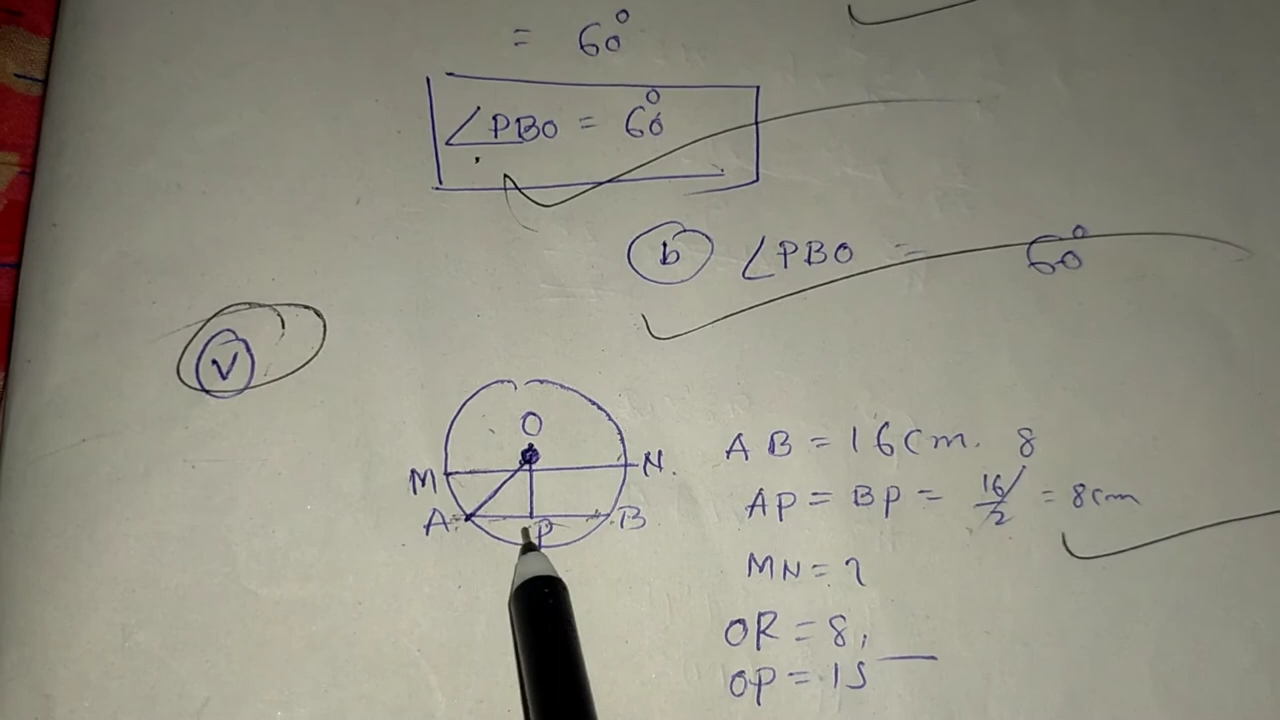 = 60°
∠PBO = 60°
b ∠PBO = 60°
V
O
M N.
A P B
AB = 16cm. 8
AP = BP = 16/2 = 8cm
MN = ?
OR = 8,
OP = 15